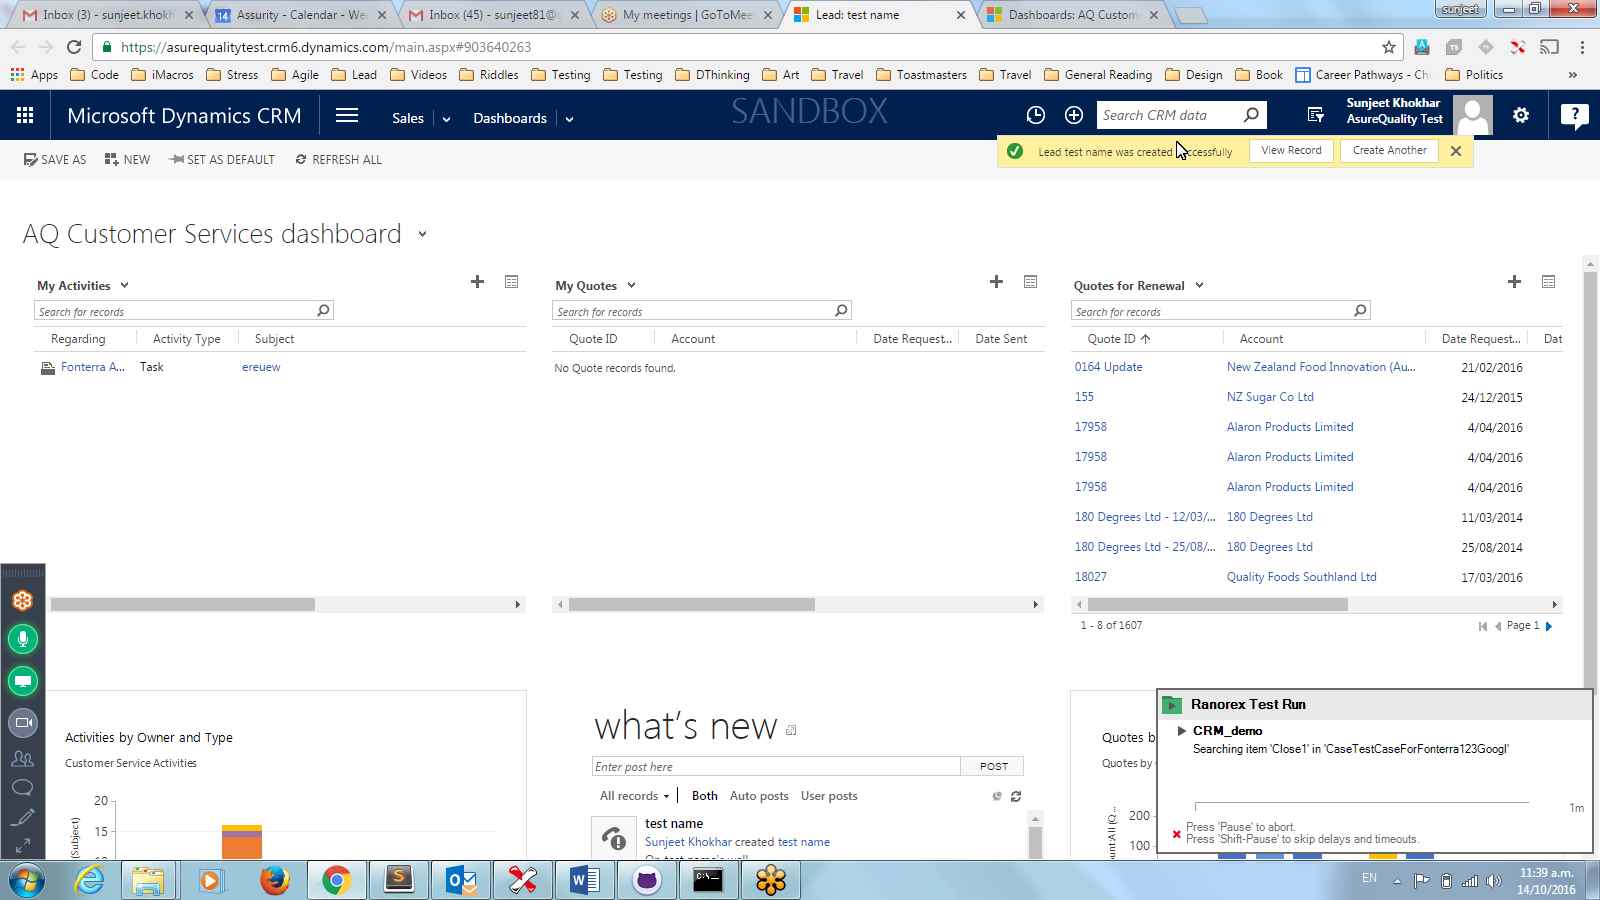 Inbox (3) - sunjeet.khokh
Assurity - Calendar - We
Inbox (45) - sunjeet81@
My meetings | GoToMee
Lead: test name
Dashboards: AQ Custom
sunjeet
https://asurequalitytest.crm6.dynamics.com/main.aspx#903640263
Apps Code iMacros Stress Agile Lead Videos Riddles Testing Testing DThinking Art Travel Toastmasters Travel General Reading Design Book Career Pathways - Ch Politics »
Microsoft Dynamics CRM
Sales
Dashboards
SANDBOX
Search CRM data
Sunjeet Khokhar
AsureQuality Test
SAVE AS NEW SET AS DEFAULT REFRESH ALL
Lead test name was created successfully
View Record
Create Another
AQ Customer Services dashboard
My Activities
Search for records
Regarding Activity Type Subject
Fonterra A... Task ereuew
My Quotes
Search for records
Quote ID Account Date Request... Date Sent
No Quote records found.
Quotes for Renewal
Search for records
Quote ID Account Date Request... Dat
0164 Update New Zealand Food Innovation (Au... 21/02/2016
155 NZ Sugar Co Ltd 24/12/2015
17958 Alaron Products Limited 4/04/2016
17958 Alaron Products Limited 4/04/2016
17958 Alaron Products Limited 4/04/2016
180 Degrees Ltd - 12/03/... 180 Degrees Ltd 11/03/2014
180 Degrees Ltd - 25/08/... 180 Degrees Ltd 25/08/2014
18027 Quality Foods Southland Ltd 17/03/2016
1 - 8 of 1607
Page 1
Activities by Owner and Type
Customer Service Activities
20
15
(Subject)
what's new
Enter post here
POST
All records Both Auto posts User posts
test name
Sunjeet Khokhar created test name
Quotes b
Quotes by
200
100
Ranorex Test Run
CRM_demo
Searching item 'Close1' in 'CaseTestCaseForFonterra123Googl'
1m
Press 'Pause' to abort.
Press 'Shift-Pause' to skip delays and timeouts.
EN
11:39 a.m.
14/10/2016